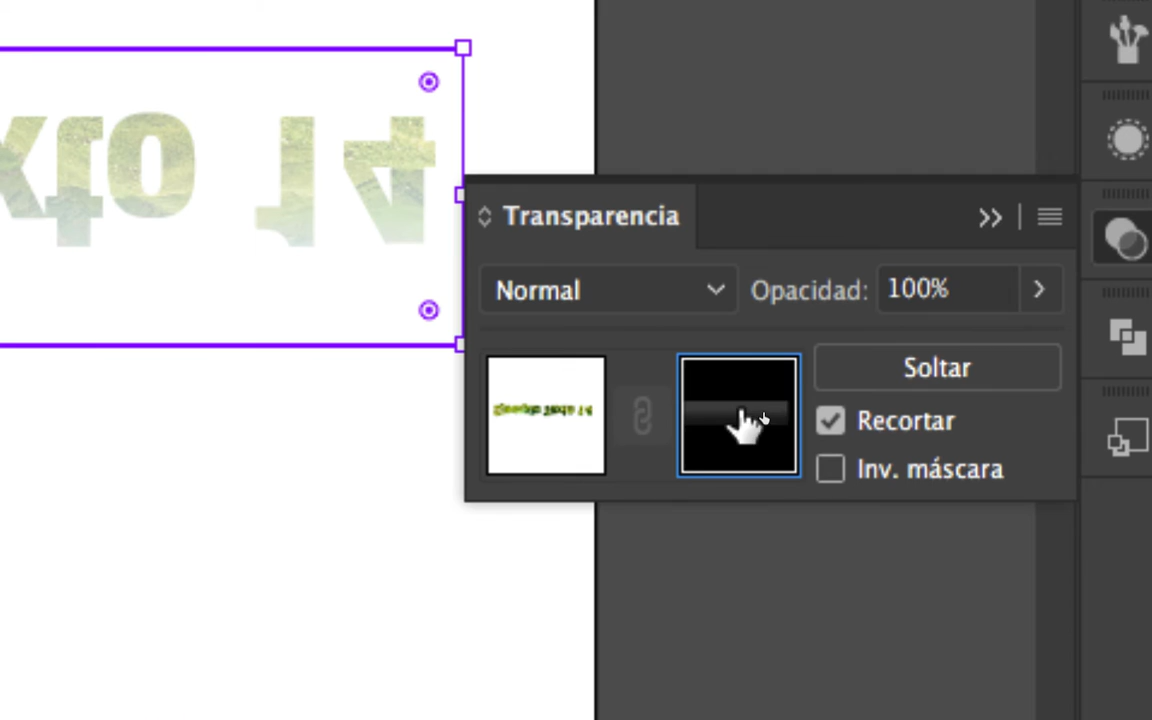 Transparencia
Normal
Opacidad: 100%
Soltar
Recortar
Inv. máscara